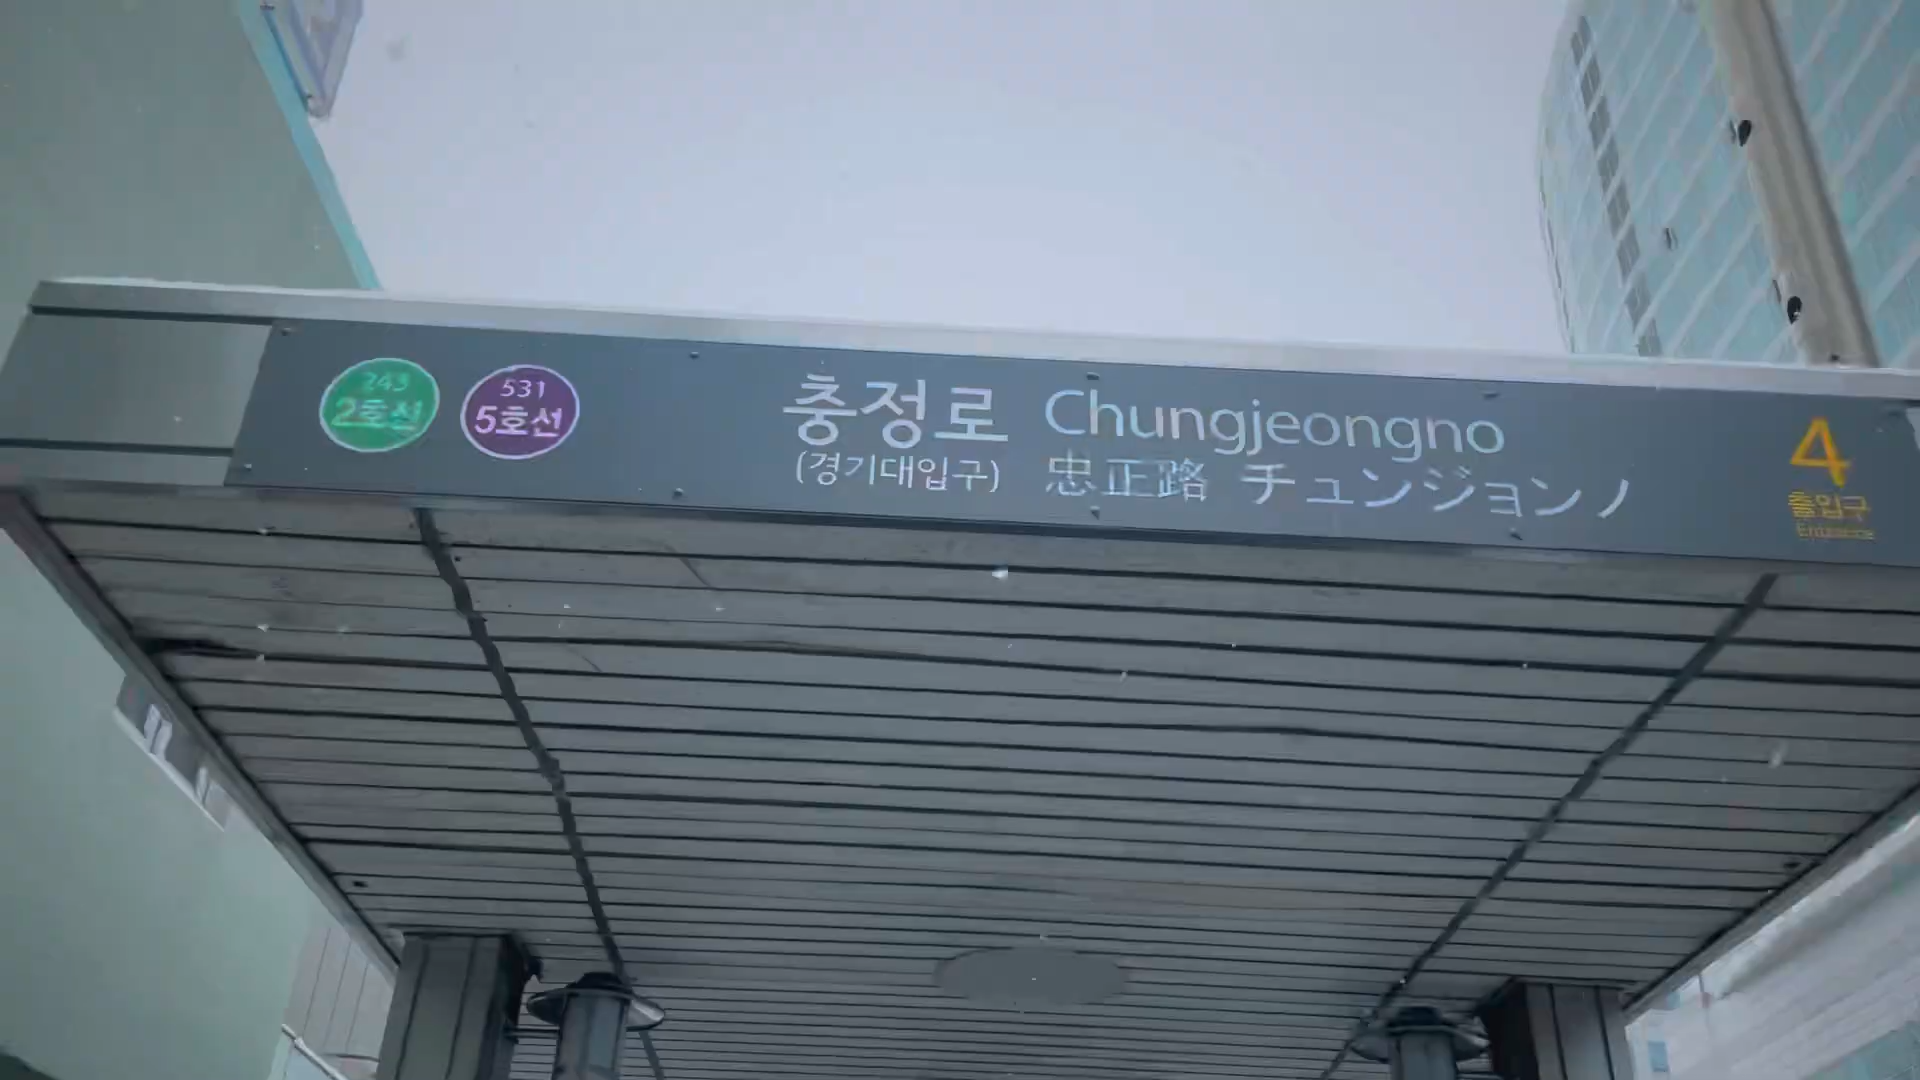 243
2호선
531
5호선
충정로 Chungjeongno
(경기대입구) 忠正路 チュンジョンノ
4
출입구
Entrance